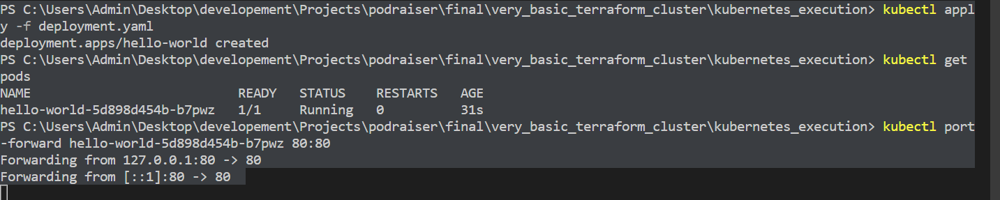 PS C:\Users\Admin\Desktop\developement\Projects\podraiser\final\very_basic_terraform_cluster\kubernetes_execution> kubectl appl
y -f deployment.yaml
deployment.apps/hello-world created
PS C:\Users\Admin\Desktop\developement\Projects\podraiser\final\very_basic_terraform_cluster\kubernetes_execution> kubectl get
pods
NAME                           READY   STATUS    RESTARTS   AGE
hello-world-5d898d454b-b7pwz   1/1     Running   0          31s
PS C:\Users\Admin\Desktop\developement\Projects\podraiser\final\very_basic_terraform_cluster\kubernetes_execution> kubectl port
-forward hello-world-5d898d454b-b7pwz 80:80
Forwarding from 127.0.0.1:80 -> 80
Forwarding from [::1]:80 -> 80